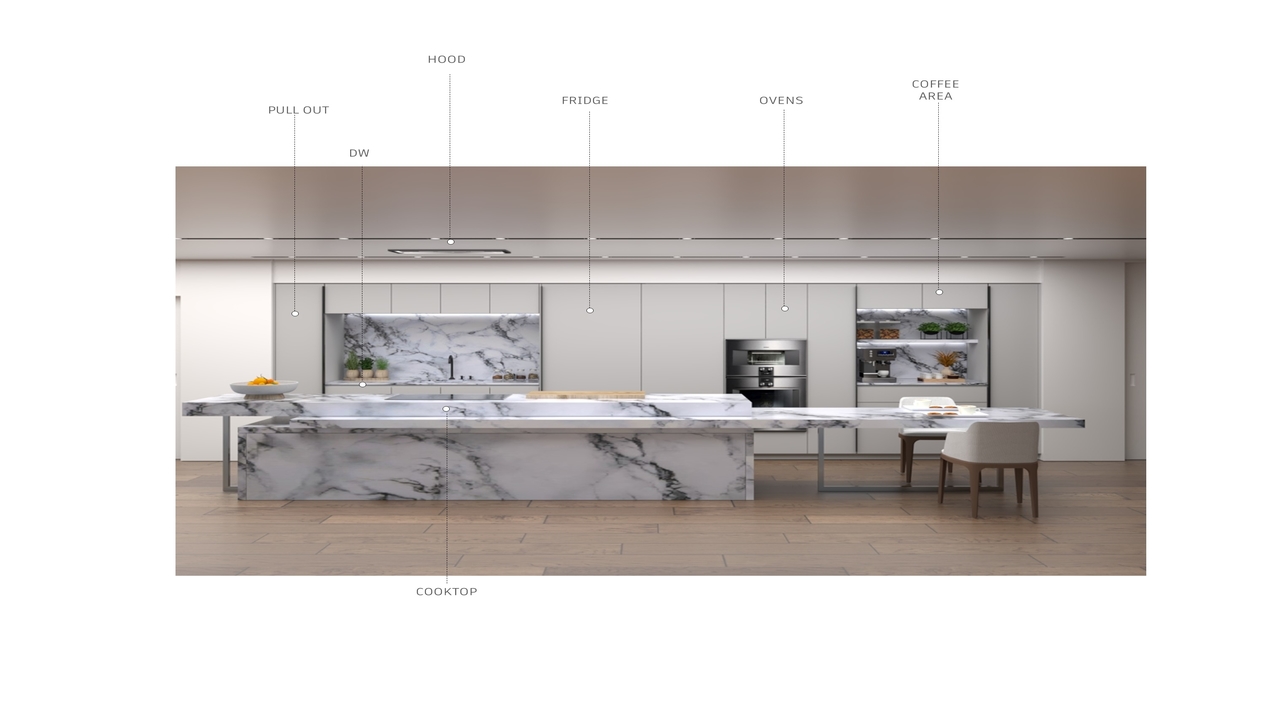 HOOD
COFFEE
AREA
FRIDGE
OVENS
PULL OUT
DW
COOKTOP